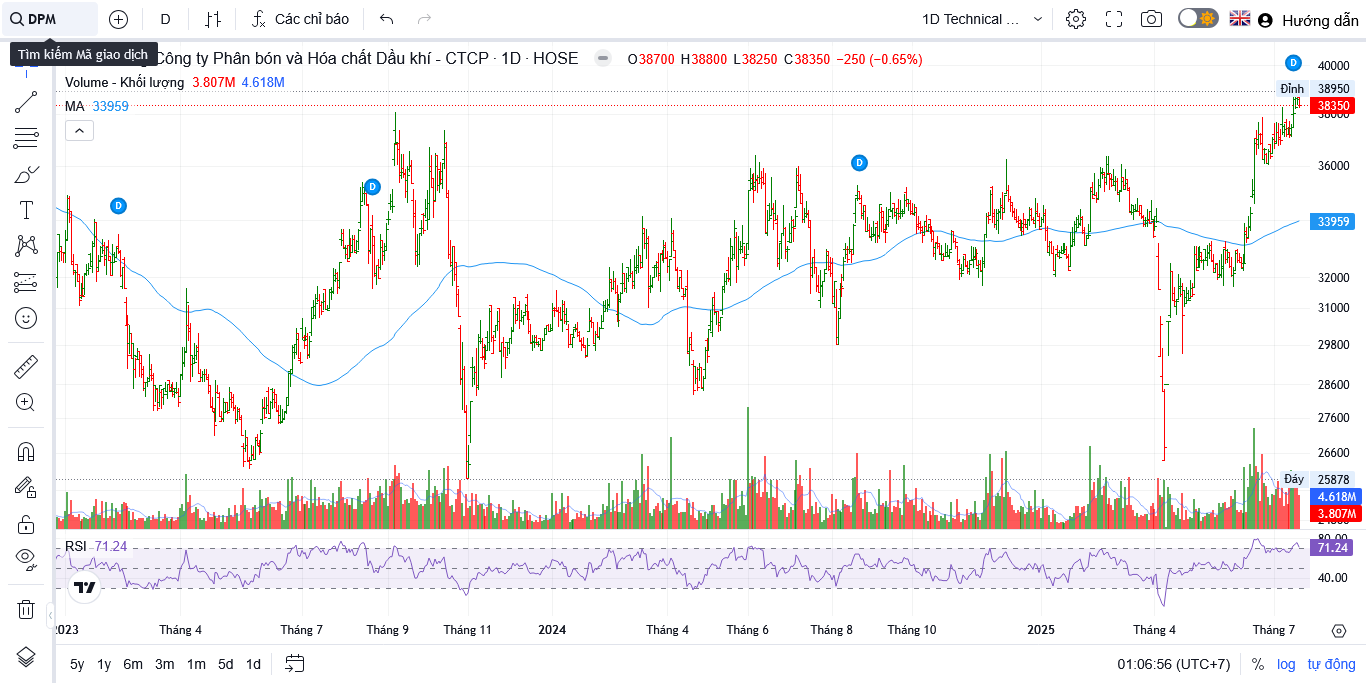 DPM
D
Các chỉ báo
1D Technical ...
Hướng dẫn
Tìm kiếm Mã giao dịch
Công ty Phân bón và Hóa chất Dầu khí - CTCP · 1D · HOSE
O38700 H38800 L38250 C38350 −250 (−0.65%)
Volume - Khối lượng 3.807M 4.618M
MA 33959
D
D
D
D
40000
Đỉnh 38950
38350
38000
36000
33959
32000
31000
29800
28600
27600
26600
Đáy 25878
4.618M
3.807M
80.00
RSI 71.24
71.24
40.00
2023 Tháng 4 Tháng 7 Tháng 9 Tháng 11 2024 Tháng 4 Tháng 6 Tháng 8 Tháng 10 2025 Tháng 4 Tháng 7
5y 1y 6m 3m 1m 5d 1d
01:06:56 (UTC+7) % log tự động